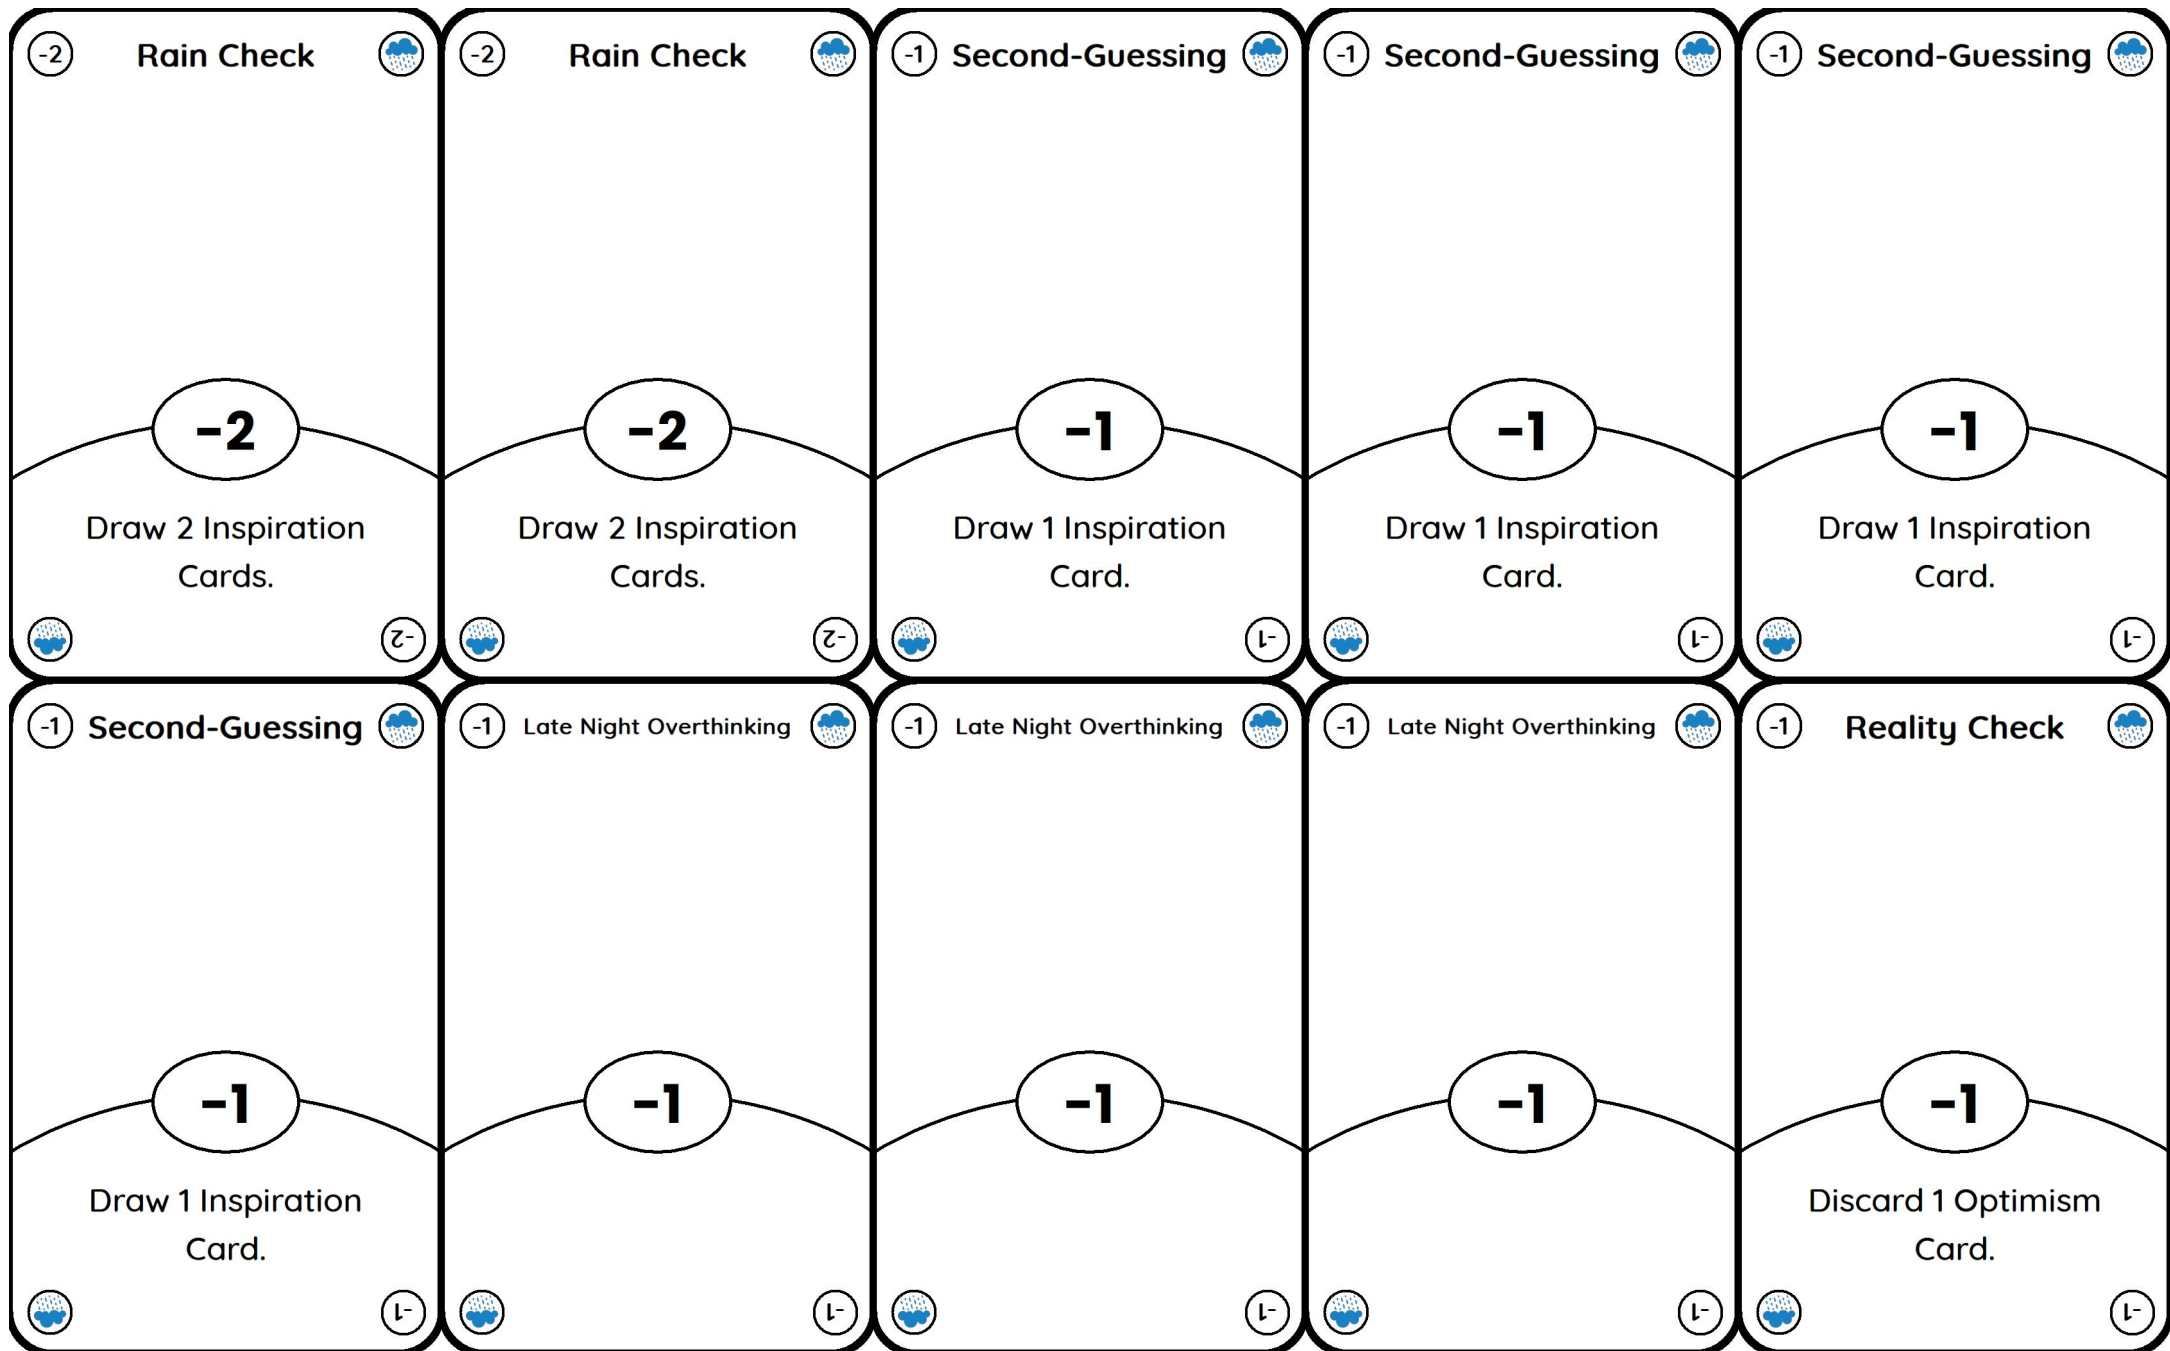 -2 Rain Check
-2
Draw 2 Inspiration
Cards.
-2
-2 Rain Check
-2
Draw 2 Inspiration
Cards.
-2
-1 Second-Guessing
-1
Draw 1 Inspiration
Card.
-1
-1 Second-Guessing
-1
Draw 1 Inspiration
Card.
-1
-1 Second-Guessing
-1
Draw 1 Inspiration
Card.
-1
-1 Second-Guessing
-1
Draw 1 Inspiration
Card.
-1
-1 Late Night Overthinking
-1
-1
-1 Late Night Overthinking
-1
-1
-1 Late Night Overthinking
-1
-1
-1 Reality Check
-1
Discard 1 Optimism
Card.
-1